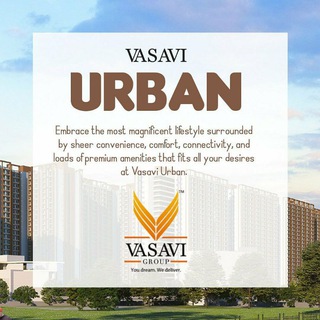 VASAVI
URBAN
Embrace the most magnificent lifestyle surrounded
by sheer convenience, comfort, connectivity, and
loads of premium amenities that fits all your desires
at Vasavi Urban.
TM
VASAVI
GROUP
You dream. We deliver.